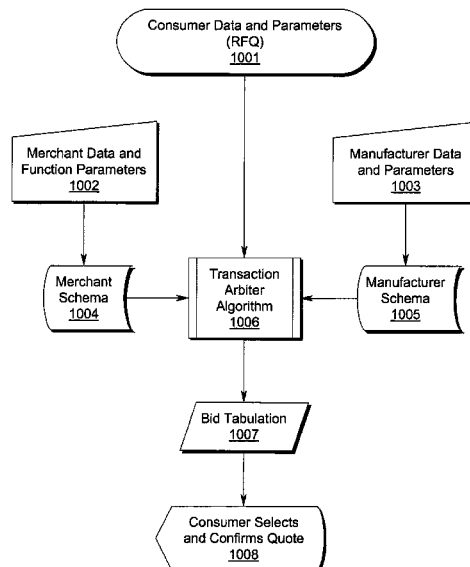 Consumer Data and Parameters
(RFQ)
1001
Merchant Data and
Function Parameters
1002
Manufacturer Data
and Parameters
1003
Merchant
Schema
1004
Transaction
Arbiter
Algorithm
1006
Manufacturer
Schema
1005
Bid Tabulation
1007
Consumer Selects
and Confirms Quote
1008